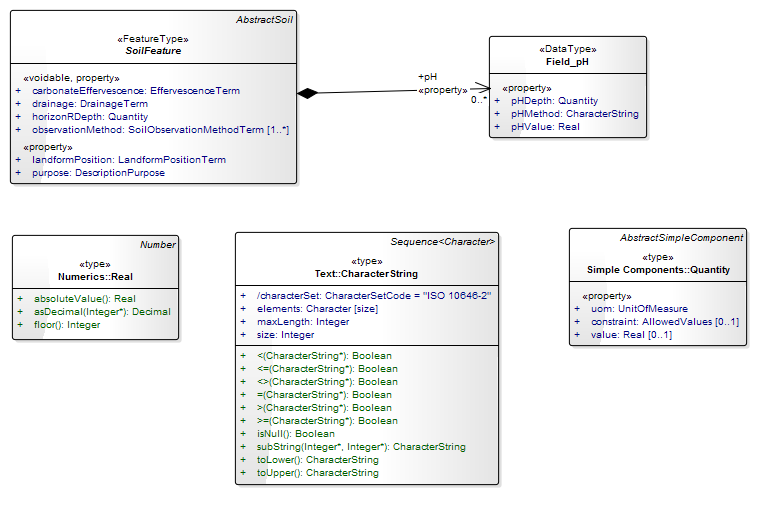 AbstractSoil
«FeatureType»
SoilFeature
«voidable, property»
+ carbonateEffervescence: EffervescenceTerm
+ drainage: DrainageTerm
+ horizonRDepth: Quantity
+ observationMethod: SoilObservationMethodTerm [1..*]
«property»
+ landformPosition: LandformPositionTerm
+ purpose: DescriptionPurpose
+pH
«property»
0..*
«DataType»
Field_pH
«property»
+ pHDepth: Quantity
+ pHMethod: CharacterString
+ pHValue: Real
Number
«type»
Numerics::Real
+ absoluteValue(): Real
+ asDecimal(Integer*): Decimal
+ floor(): Integer
Sequence<Character>
«type»
Text::CharacterString
+ /characterSet: CharacterSetCode = "ISO 10646-2"
+ elements: Character [size]
+ maxLength: Integer
+ size: Integer
+ <(CharacterString*): Boolean
+ <=(CharacterString*): Boolean
+ <>(CharacterString*): Boolean
+ =(CharacterString*): Boolean
+ >(CharacterString*): Boolean
+ >=(CharacterString*): Boolean
+ isNull(): Boolean
+ subString(Integer*, Integer*): CharacterString
+ toLower(): CharacterString
+ toUpper(): CharacterString
AbstractSimpleComponent
«type»
Simple Components::Quantity
«property»
+ uom: UnitOfMeasure
+ constraint: AllowedValues [0..1]
+ value: Real [0..1]